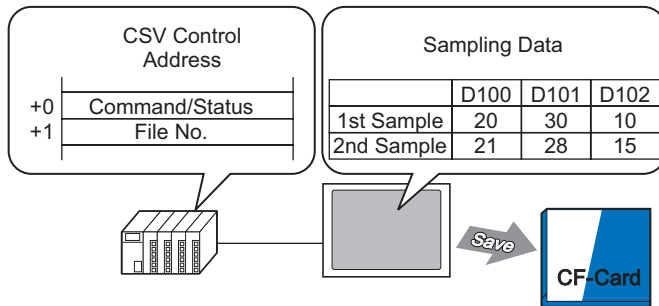 CSV Control
Address
+0 Command/Status
+1 File No.
Sampling Data
D100 D101 D102
1st Sample 20 30 10
2nd Sample 21 28 15
Save
CF-Card